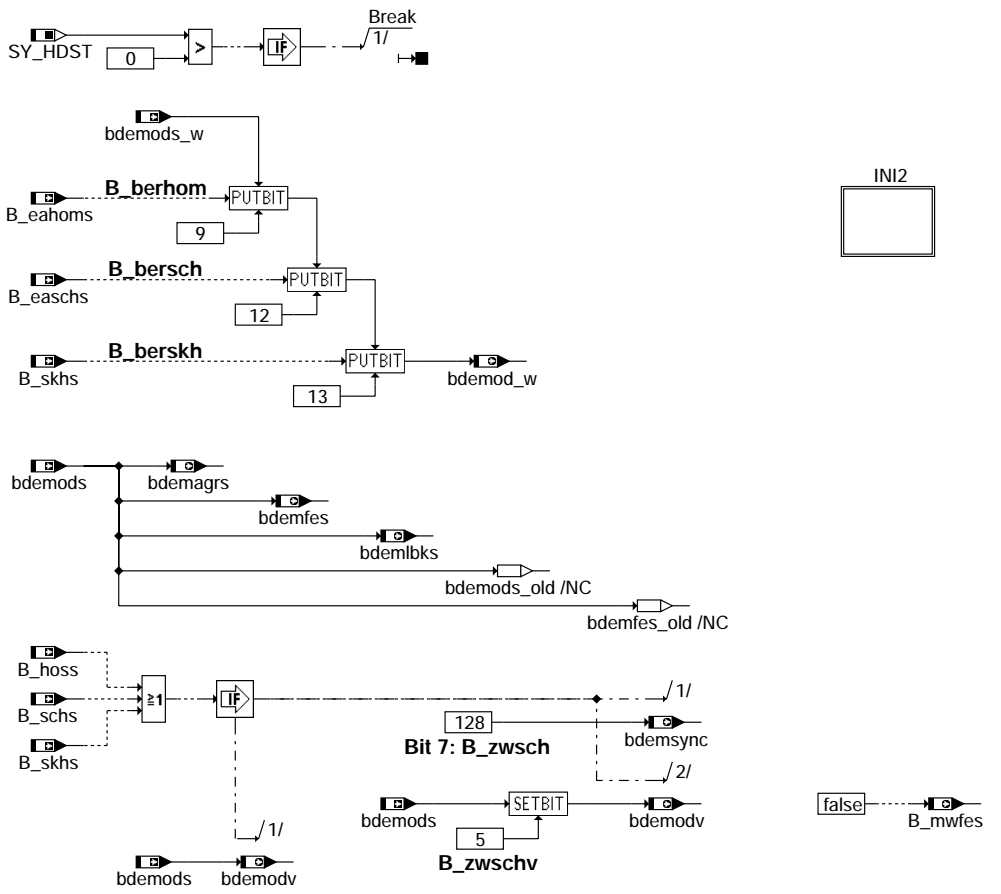 Break
1/
SY_HDST
0
>
IF
bdemods_w
INI2
B_berhom
B_eahoms
PUTBIT
9
B_bersch
B_easchs
PUTBIT
12
B_berskh
B_skhs
PUTBIT
bdemod_w
13
bdemods
bdemagrs
bdemfes
bdemlbks
bdemods_old /NC
bdemfes_old /NC
B_hoss
B_schs
B_skhs
≥1
IF
1/
128
bdemsync
Bit 7: B_zwsch
2/
bdemods
SETBIT
bdemodv
5
B_zwschv
false
B_mwfes
1/
bdemods
bdemodv